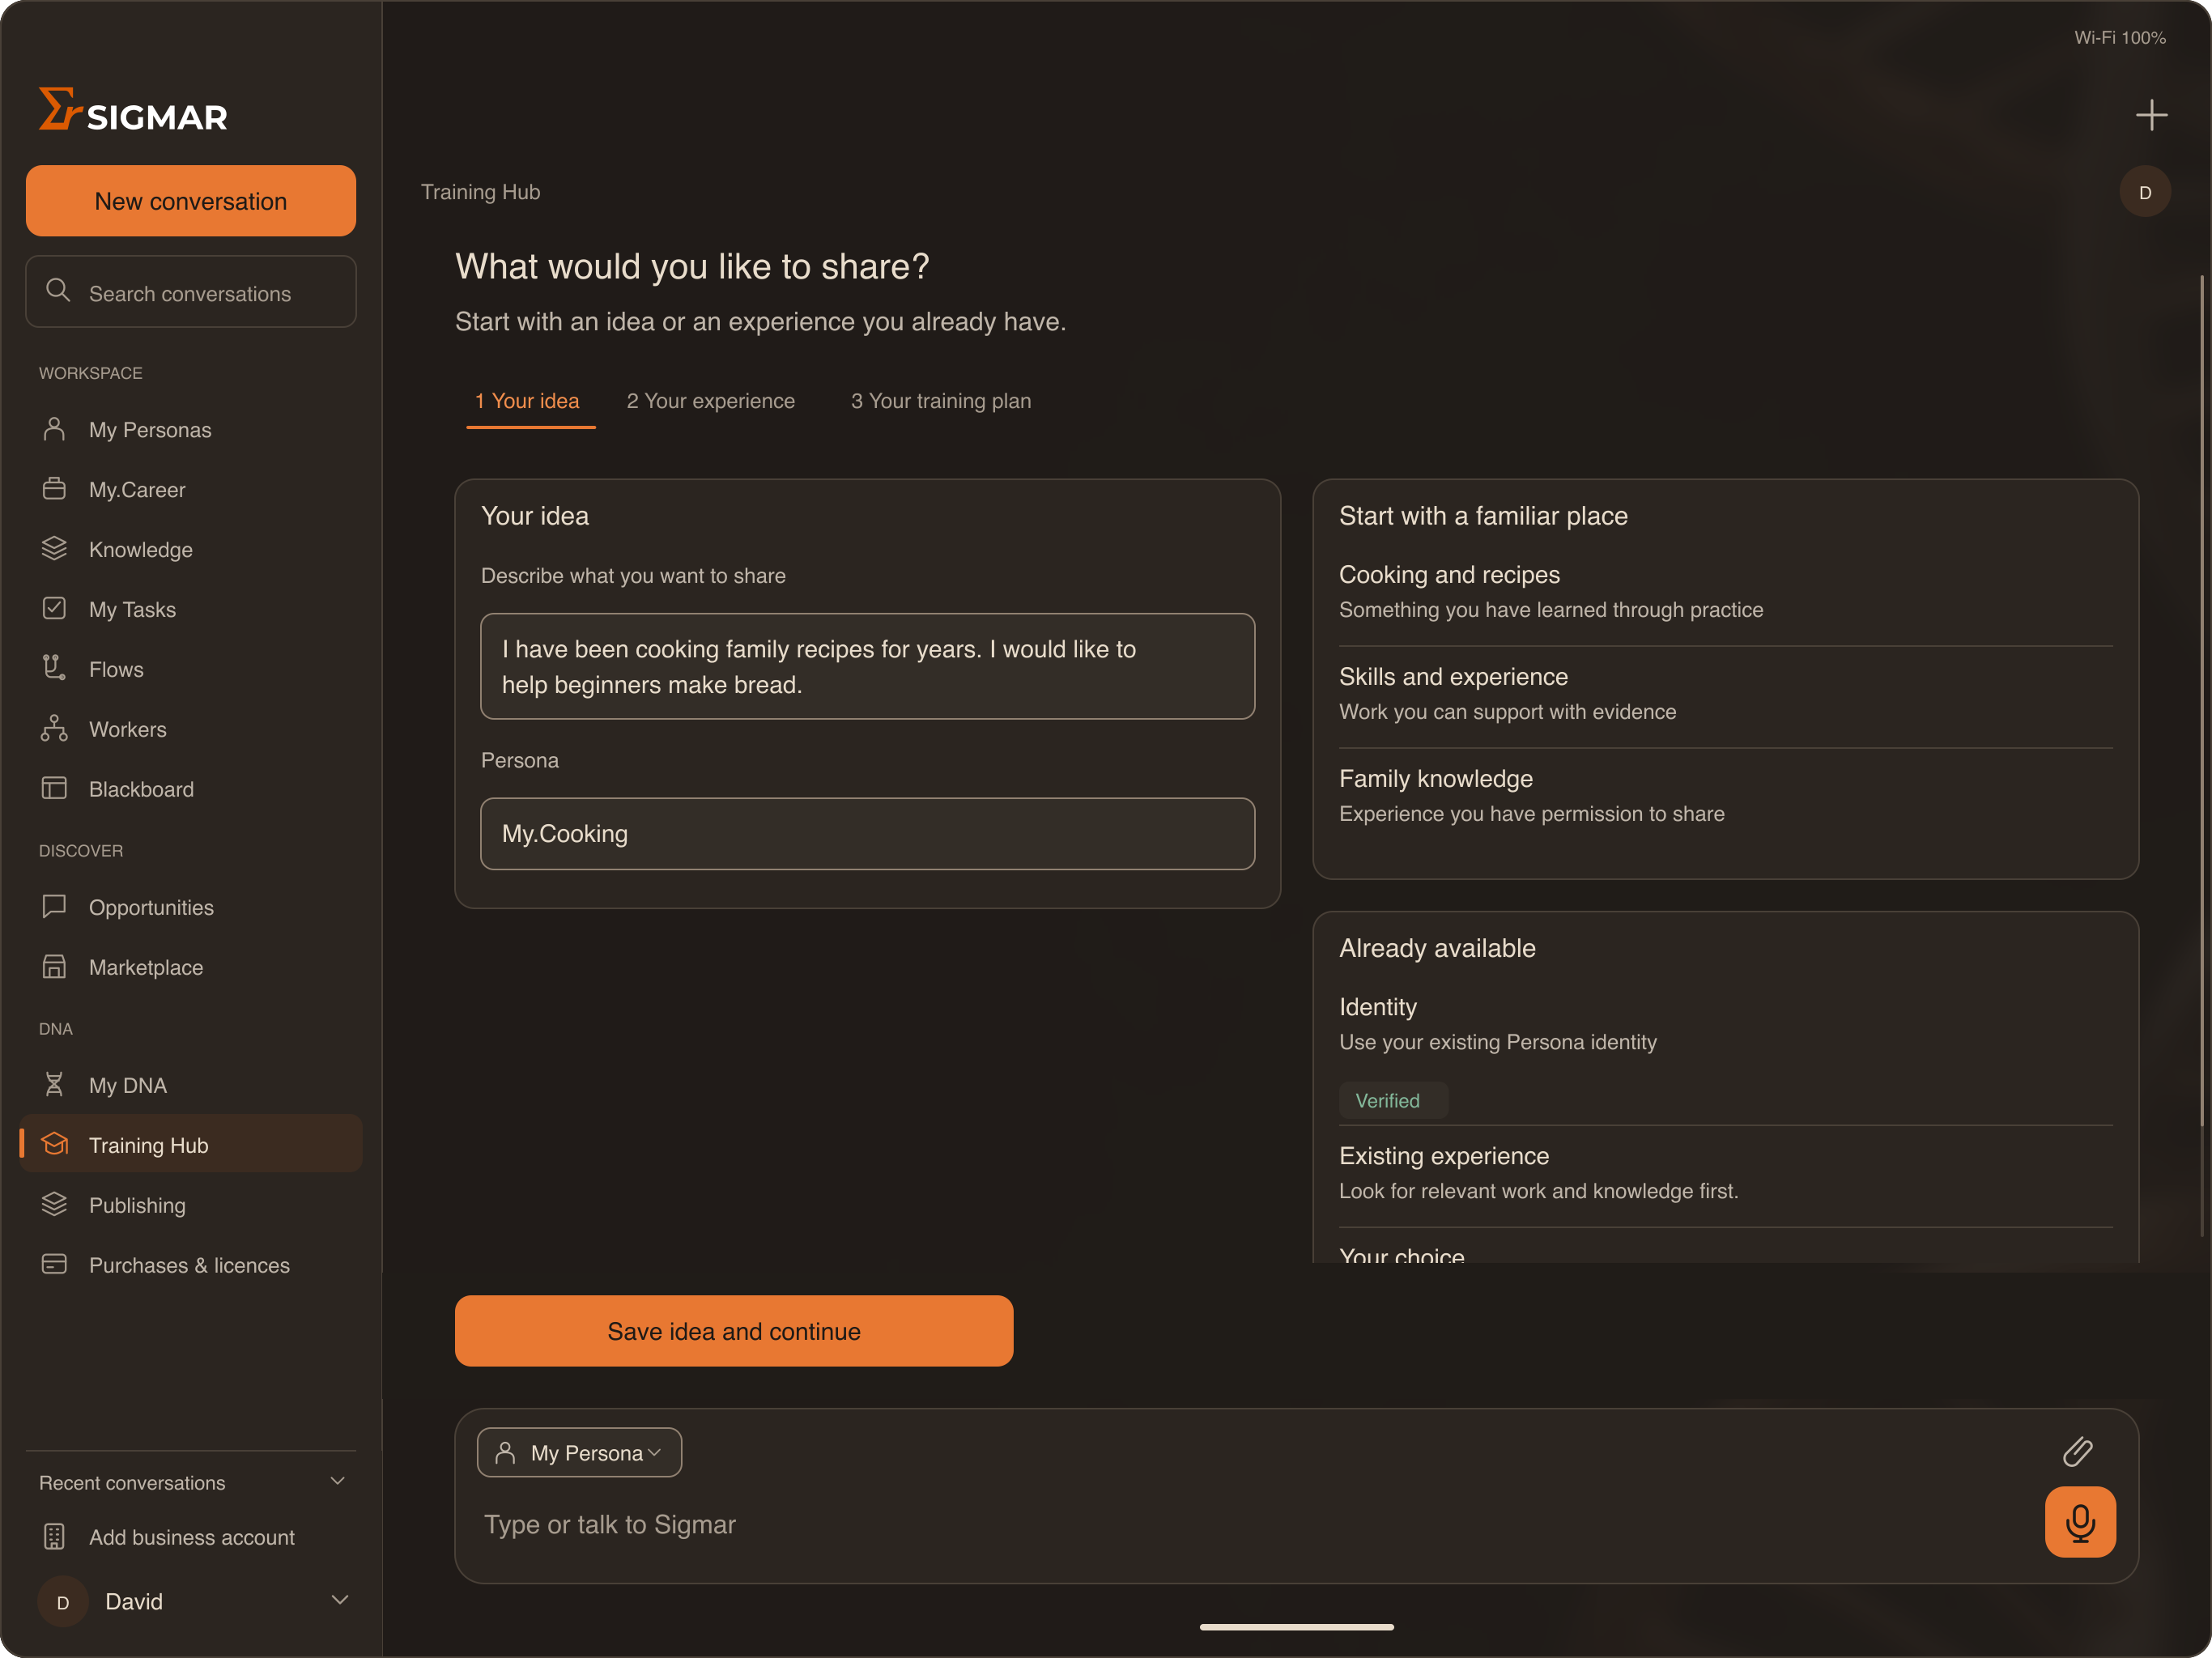 Wi-Fi 100%
Σr SIGMAR
New conversation
Search conversations
WORKSPACE
My Personas
My.Career
Knowledge
My Tasks
Flows
Workers
Blackboard
DISCOVER
Opportunities
Marketplace
DNA
My DNA
Training Hub
Publishing
Purchases & licences
Recent conversations
Add business account
D
David
Training Hub
D
What would you like to share?
Start with an idea or an experience you already have.
1 Your idea
2 Your experience
3 Your training plan
Your idea
Describe what you want to share
I have been cooking family recipes for years. I would like to
help beginners make bread.
Persona
My.Cooking
Start with a familiar place
Cooking and recipes
Something you have learned through practice
Skills and experience
Work you can support with evidence
Family knowledge
Experience you have permission to share
Already available
Identity
Use your existing Persona identity
Verified
Existing experience
Look for relevant work and knowledge first.
Your choice
Save idea and continue
My Persona
Type or talk to Sigmar